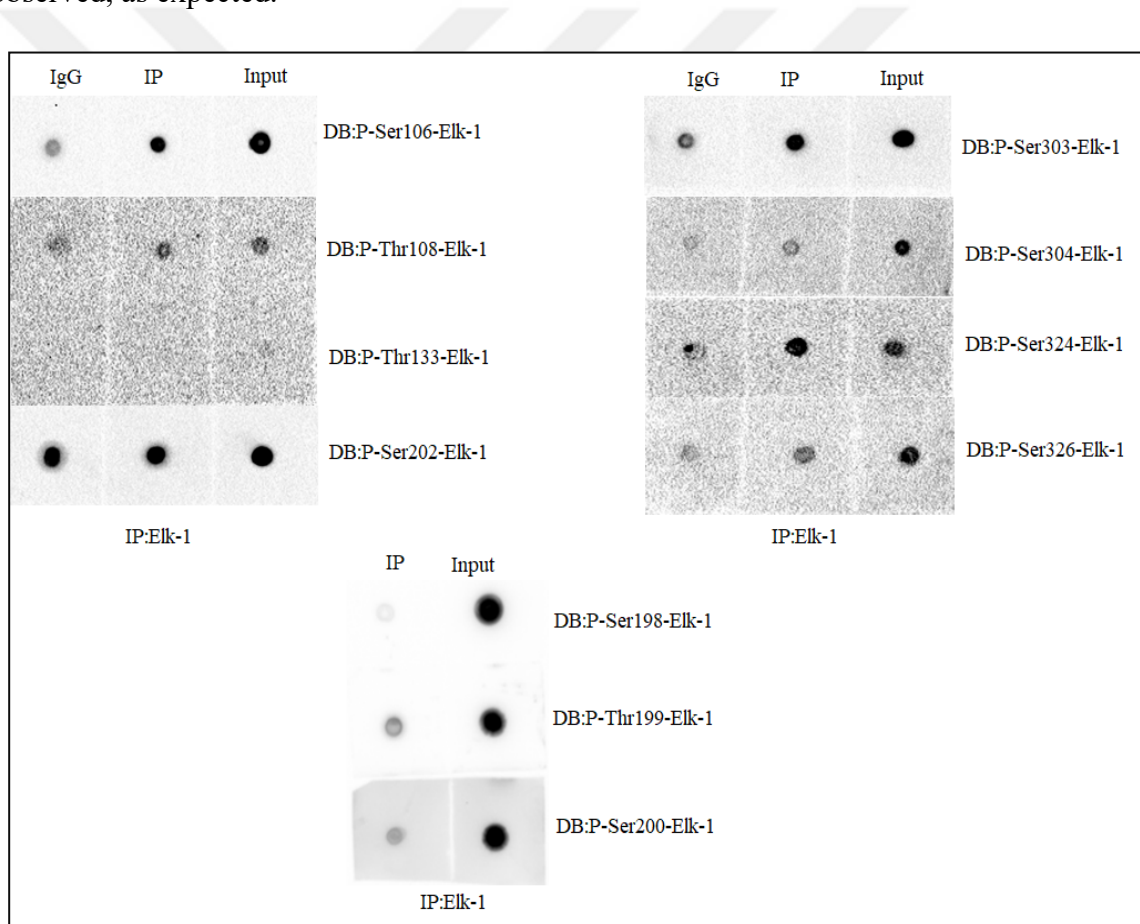 observed, as expected.
IgG IP Input
DB:P-Ser106-Elk-1
DB:P-Thr108-Elk-1
DB:P-Thr133-Elk-1
DB:P-Ser202-Elk-1
IP:Elk-1
IgG IP Input
DB:P-Ser303-Elk-1
DB:P-Ser304-Elk-1
DB:P-Ser324-Elk-1
DB:P-Ser326-Elk-1
IP:Elk-1
IP Input
DB:P-Ser198-Elk-1
DB:P-Thr199-Elk-1
DB:P-Ser200-Elk-1
IP:Elk-1